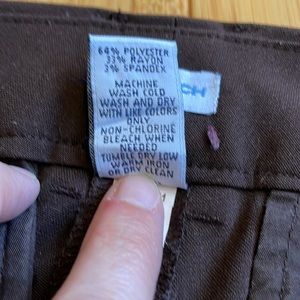 64% POLYESTER
33% RAYON
3% SPANDEX
MACHINE
WASH COLD
WASH AND DRY
WITH LIKE COLORS
ONLY
NON-CHLORINE
BLEACH WHEN
NEEDED
TUMBLE DRY LOW
WARM IRON
OR DRY CLEAN
CH